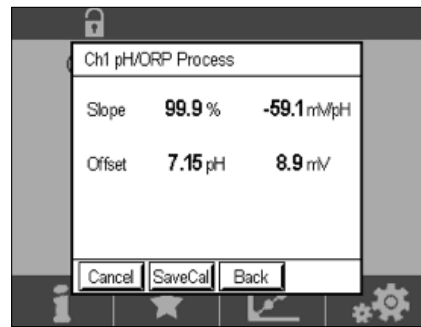 Ch1 pH/ORP Process
Slope 99.9 % -59.1 mV/pH
Offset 7.15 pH 8.9 mV
Cancel SaveCal Back